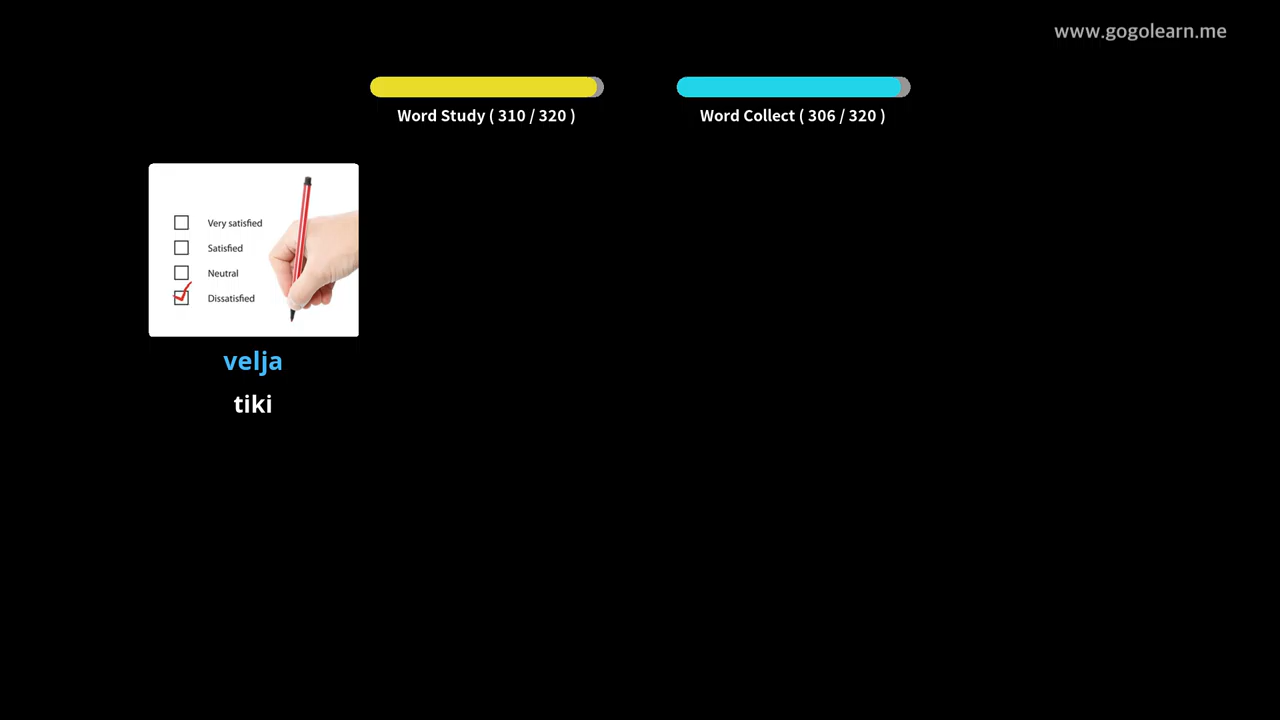 www.gogolearn.me
Word Study ( 310 / 320 )
Word Collect ( 306 / 320 )
Very satisfied
Satisfied
Neutral
Dissatisfied
velja
tiki